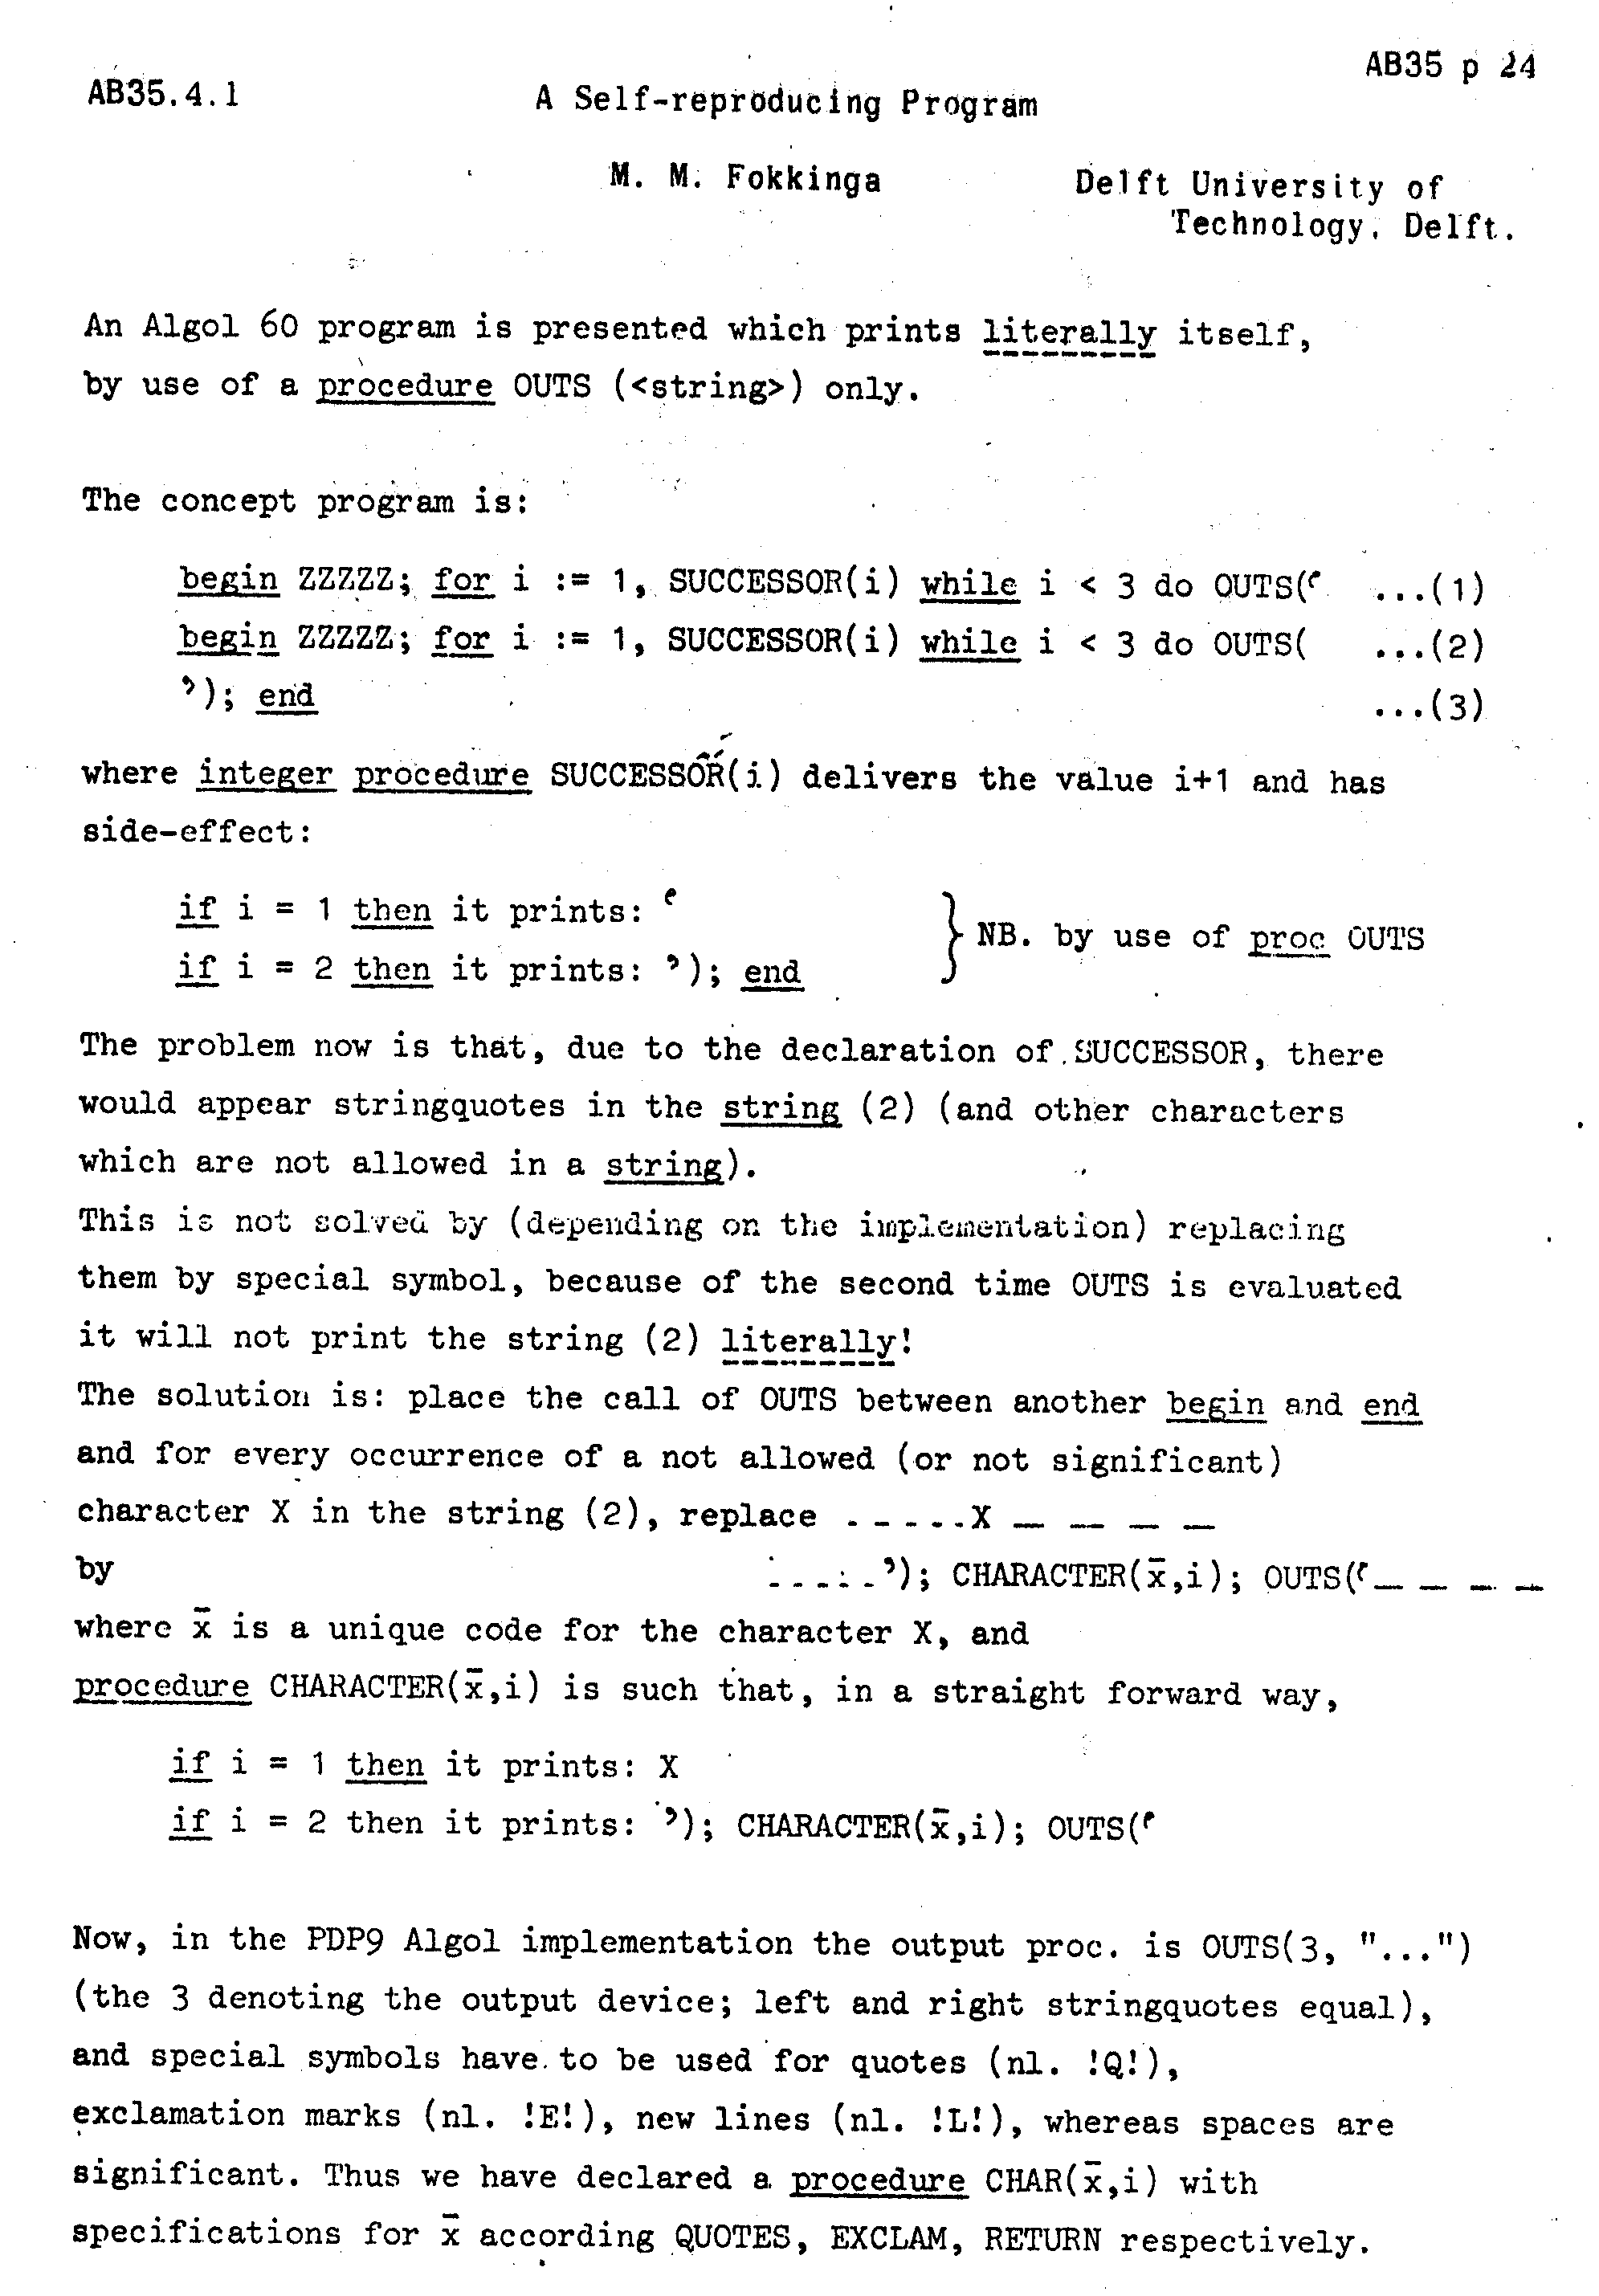 AB35 p 24
AB35.4.1 A Self-reproducing Program
M. M. Fokkinga Delft University of
Technology, Delft.
An Algol 60 program is presented which prints literally itself,
by use of a procedure OUTS (<string>) only.
The concept program is:
begin ZZZZZ; for i := 1, SUCCESSOR(i) while i < 3 do OUTS(‘ ...(1)
begin ZZZZZ; for i := 1, SUCCESSOR(i) while i < 3 do OUTS( ...(2)
’); end ...(3)
where integer procedure SUCCESSOR(i) delivers the value i+1 and has
side-effect:
if i = 1 then it prints: ‘
if i = 2 then it prints: ’); end
} NB. by use of proc OUTS
The problem now is that, due to the declaration of SUCCESSOR, there
would appear stringquotes in the string (2) (and other characters
which are not allowed in a string).
This is not solved by (depending on the implementation) replacing
them by special symbol, because of the second time OUTS is evaluated
it will not print the string (2) literally!
The solution is: place the call of OUTS between another begin and end
and for every occurrence of a not allowed (or not significant)
character X in the string (2), replace -----X — — — —
by -----’); CHARACTER(x̄,i); OUTS(‘— — — —
where x̄ is a unique code for the character X, and
procedure CHARACTER(x̄,i) is such that, in a straight forward way,
if i = 1 then it prints: X
if i = 2 then it prints: ’); CHARACTER(x̄,i); OUTS(‘
Now, in the PDP9 Algol implementation the output proc. is OUTS(3, "...")
(the 3 denoting the output device; left and right stringquotes equal),
and special symbols have to be used for quotes (nl. !Q!),
exclamation marks (nl. !E!), new lines (nl. !L!), whereas spaces are
significant. Thus we have declared a procedure CHAR(x̄,i) with
specifications for x̄ according QUOTES, EXCLAM, RETURN respectively.